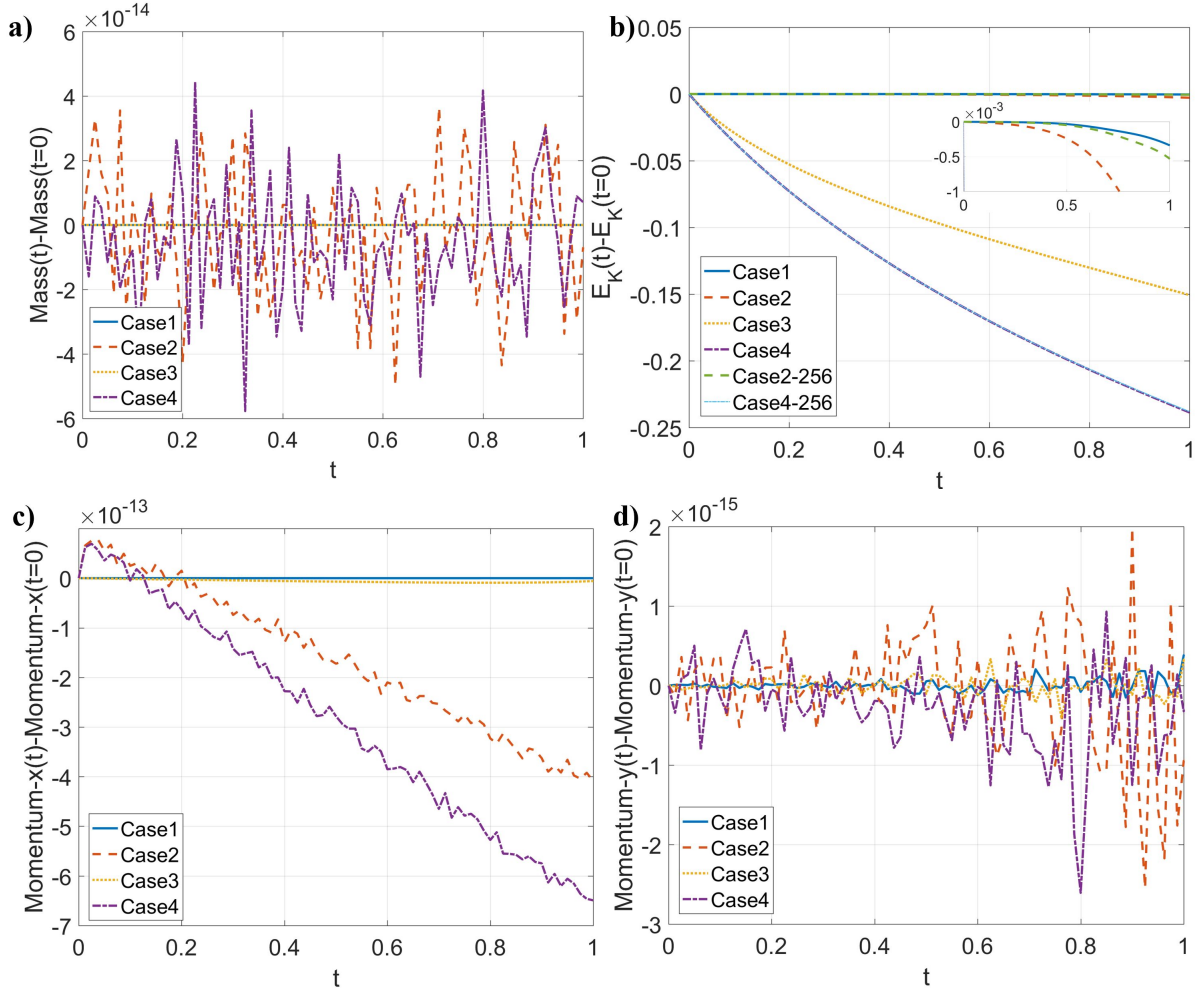 a)
×10⁻¹⁴
6
4
2
0
-2
-4
-6
Mass(t)-Mass(t=0)
Case1
Case2
Case3
Case4
0 0.2 0.4 0.6 0.8 1
t
b)
0.05
0
-0.05
-0.1
-0.15
-0.2
-0.25
E_K(t)-E_K(t=0)
×10⁻³
0
-0.5
-1
0 0.5 1
Case1
Case2
Case3
Case4
Case2-256
Case4-256
0 0.2 0.4 0.6 0.8 1
t
c)
×10⁻¹³
0
-1
-2
-3
-4
-5
-6
-7
Momentum-x(t)-Momentum-x(t=0)
Case1
Case2
Case3
Case4
0 0.2 0.4 0.6 0.8 1
t
d)
×10⁻¹⁵
2
1
0
-1
-2
-3
Momentum-y(t)-Momentum-y(t=0)
Case1
Case2
Case3
Case4
0 0.2 0.4 0.6 0.8 1
t